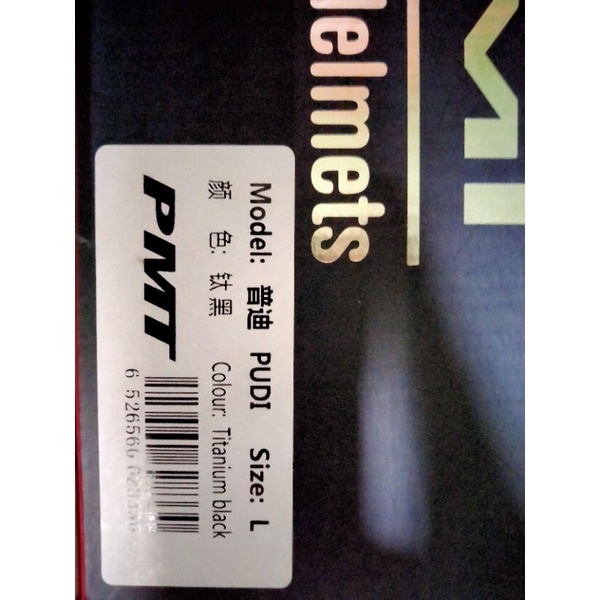 Helmets
Model: 普迪 PUDI Size: L
颜 色: 钛黑 Colour: Titanium black
PMT